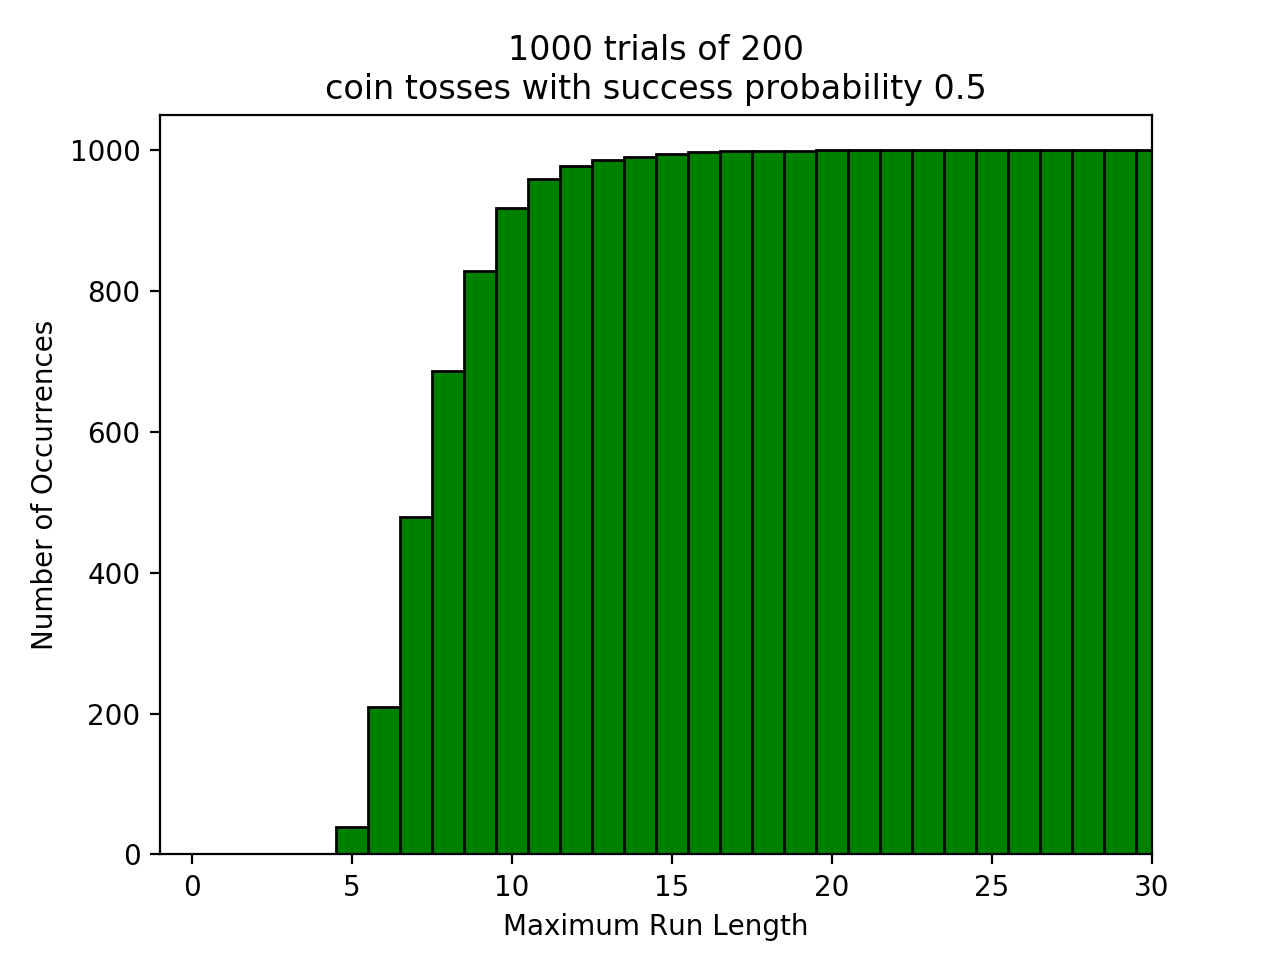 1000 trials of 200
coin tosses with success probability 0.5
1000
800
600
400
200
0
Number of Occurrences
0 5 10 15 20 25 30
Maximum Run Length